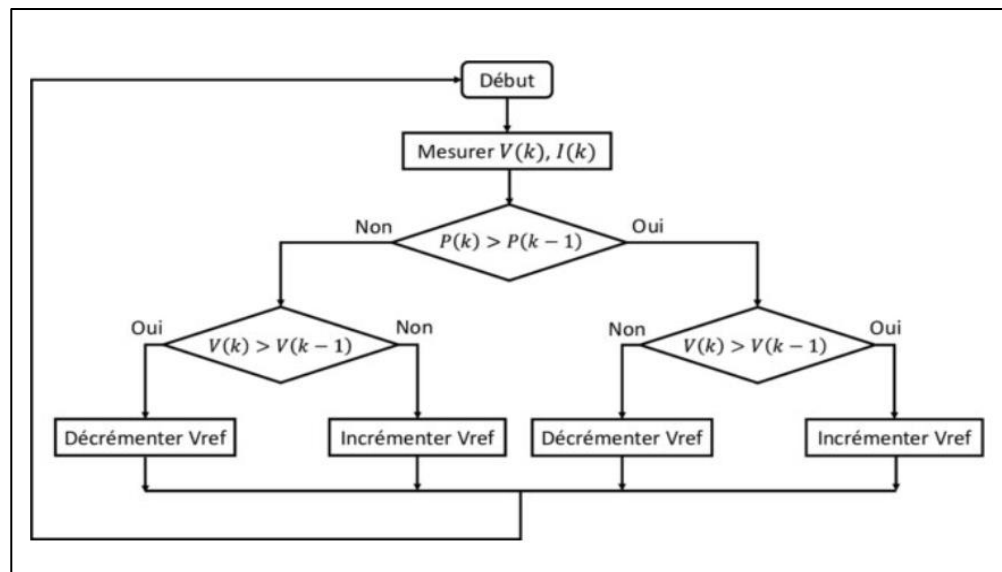 Début
Mesurer V(k), I(k)
Non
Oui
P(k) > P(k − 1)
Oui
Non
Non
Oui
V(k) > V(k − 1)
V(k) > V(k − 1)
Décrémenter Vref
Incrémenter Vref
Décrémenter Vref
Incrémenter Vref